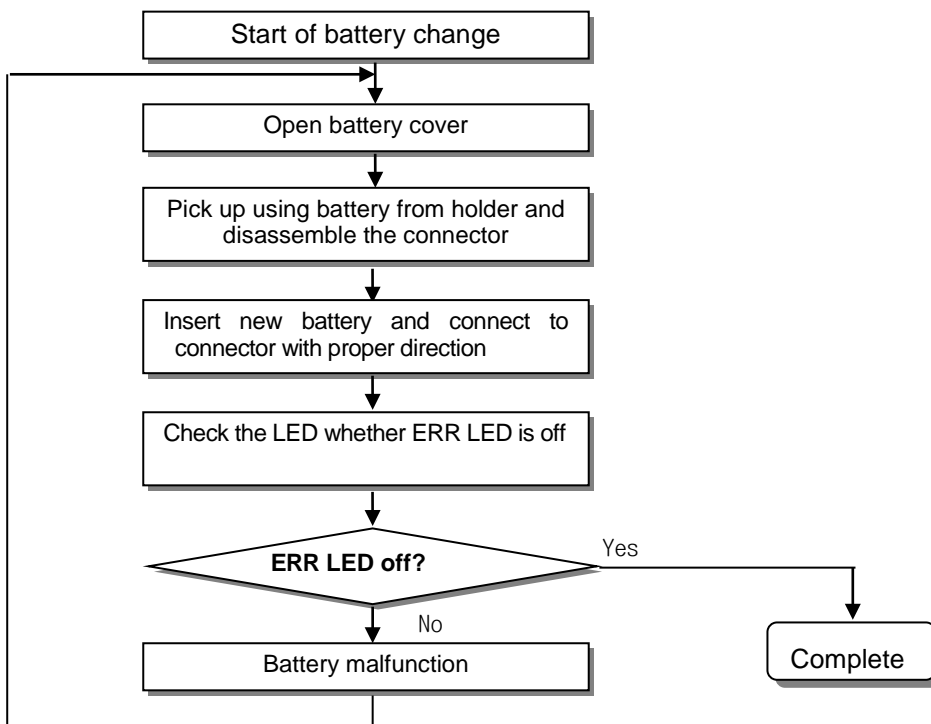 Start of battery change
Open battery cover
Pick up using battery from holder and
disassemble the connector
Insert new battery and connect to
connector with proper direction
Check the LED whether ERR LED is off
ERR LED off?
Yes
No
Battery malfunction
Complete